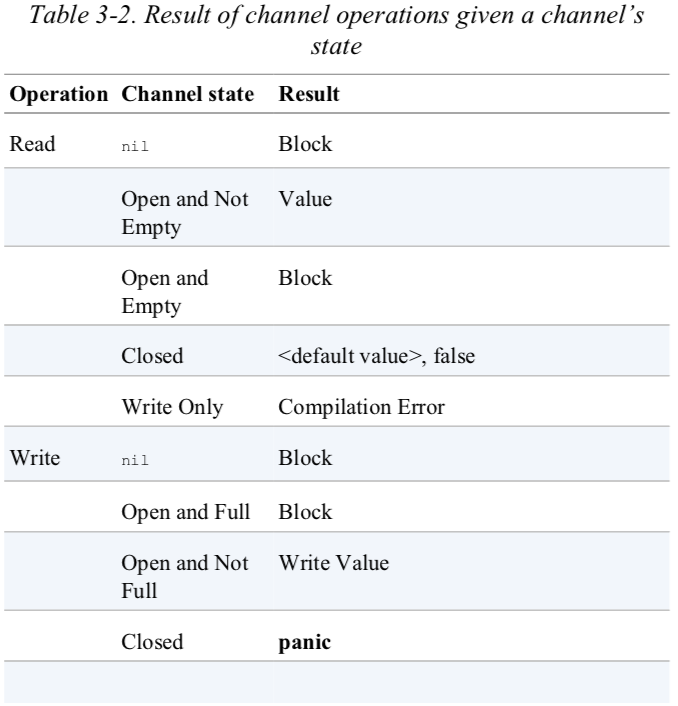 Table 3-2. Result of channel operations given a channel’s
state
Operation Channel state Result
Read nil Block
Open and Not Value
Empty
Open and Block
Empty
Closed <default value>, false
Write Only Compilation Error
Write nil Block
Open and Full Block
Open and Not Write Value
Full
Closed panic